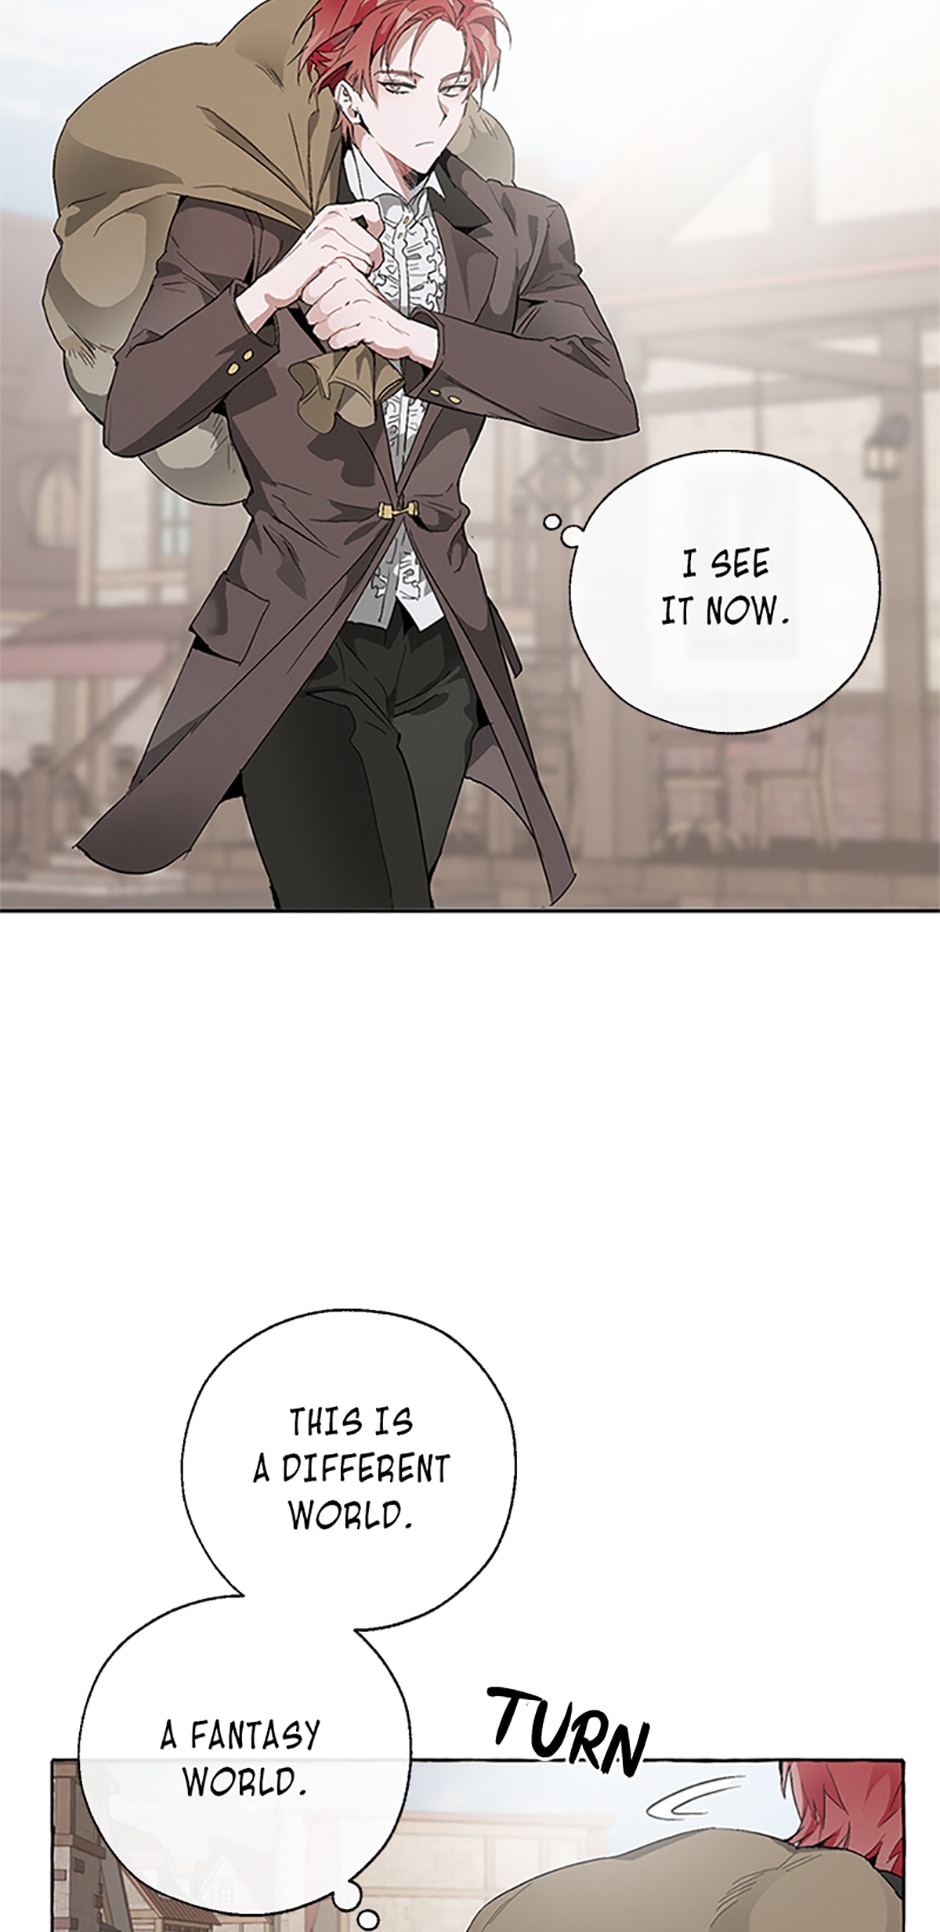 I SEE
IT NOW.
THIS IS
A DIFFERENT
WORLD.
A FANTASY
WORLD.
TURN